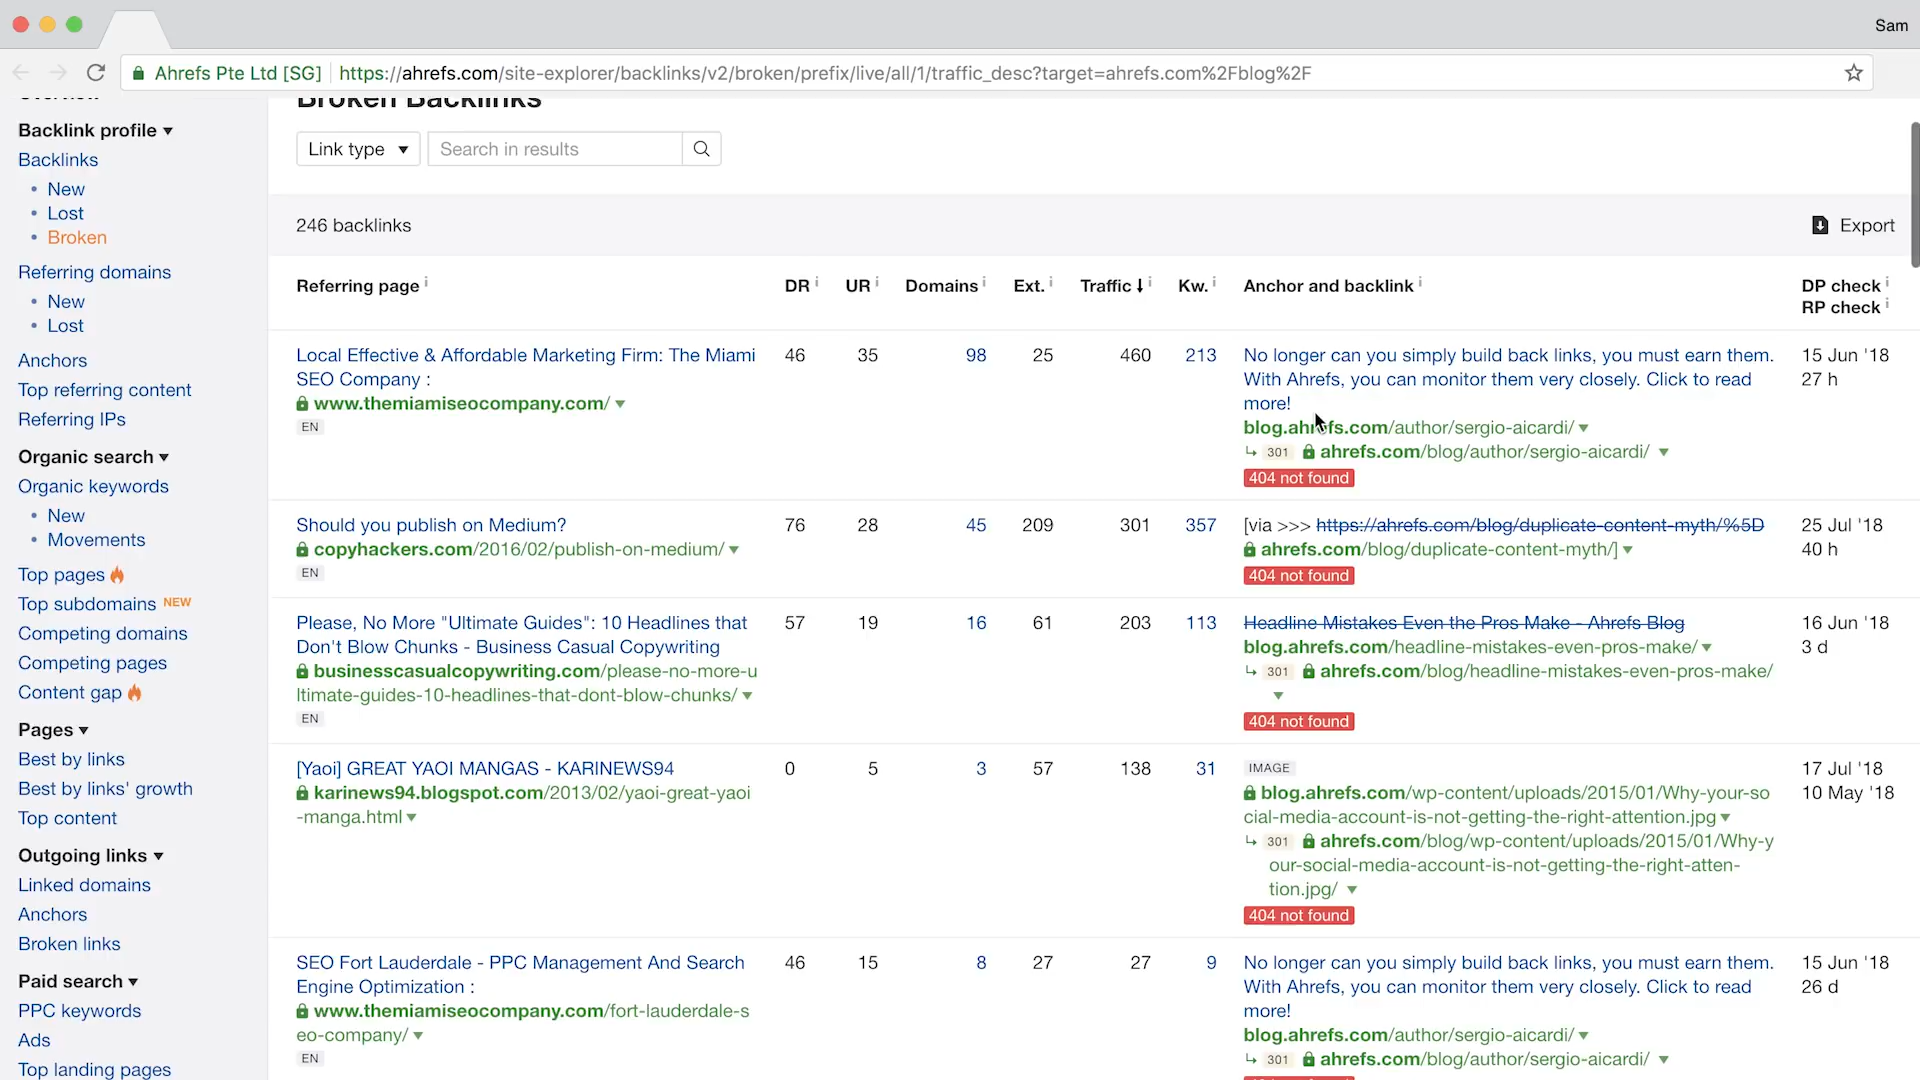 Sam
Ahrefs Pte Ltd [SG] https://ahrefs.com/site-explorer/backlinks/v2/broken/prefix/live/all/1/traffic_desc?target=ahrefs.com%2Fblog%2F
Overview
Backlink profile
Backlinks
• New
• Lost
• Broken
Referring domains
• New
• Lost
Anchors
Top referring content
Referring IPs
Organic search
Organic keywords
• New
• Movements
Top pages
Top subdomains NEW
Competing domains
Competing pages
Content gap
Pages
Best by links
Best by links' growth
Top content
Outgoing links
Linked domains
Anchors
Broken links
Paid search
PPC keywords
Ads
Top landing pages
Broken Backlinks
Link type Search in results
246 backlinks Export
Referring page i DR i UR i Domains i Ext. i Traffic i Kw. i Anchor and backlink i DP check i
RP check i
Local Effective & Affordable Marketing Firm: The Miami 46 35 98 25 460 213 No longer can you simply build back links, you must earn them. 15 Jun '18
SEO Company : With Ahrefs, you can monitor them very closely. Click to read 27 h
www.themiamiseocompany.com/ more!
EN blog.ahrefs.com/author/sergio-aicardi/
301 ahrefs.com/blog/author/sergio-aicardi/
404 not found
Should you publish on Medium? 76 28 45 209 301 357 [via >>> https://ahrefs.com/blog/duplicate-content-myth/%5D 25 Jul '18
copyhackers.com/2016/02/publish-on-medium/ ahrefs.com/blog/duplicate-content-myth/] 40 h
EN 404 not found
Please, No More "Ultimate Guides": 10 Headlines that 57 19 16 61 203 113 Headline Mistakes Even the Pros Make - Ahrefs Blog 16 Jun '18
Don't Blow Chunks - Business Casual Copywriting blog.ahrefs.com/headline-mistakes-even-pros-make/ 3 d
businesscasualcopywriting.com/please-no-more-u 301 ahrefs.com/blog/headline-mistakes-even-pros-make/
ltimate-guides-10-headlines-that-dont-blow-chunks/
EN 404 not found
[Yaoi] GREAT YAOI MANGAS - KARINEWS94 0 5 3 57 138 31 IMAGE 17 Jul '18
karinews94.blogspot.com/2013/02/yaoi-great-yaoi blog.ahrefs.com/wp-content/uploads/2015/01/Why-your-so 10 May '18
-manga.html cial-media-account-is-not-getting-the-right-attention.jpg
301 ahrefs.com/blog/wp-content/uploads/2015/01/Why-y
our-social-media-account-is-not-getting-the-right-atten-
tion.jpg/
404 not found
SEO Fort Lauderdale - PPC Management And Search 46 15 8 27 27 9 No longer can you simply build back links, you must earn them. 15 Jun '18
Engine Optimization : With Ahrefs, you can monitor them very closely. Click to read 26 d
www.themiamiseocompany.com/fort-lauderdale-s more!
eo-company/ blog.ahrefs.com/author/sergio-aicardi/
EN 301 ahrefs.com/blog/author/sergio-aicardi/